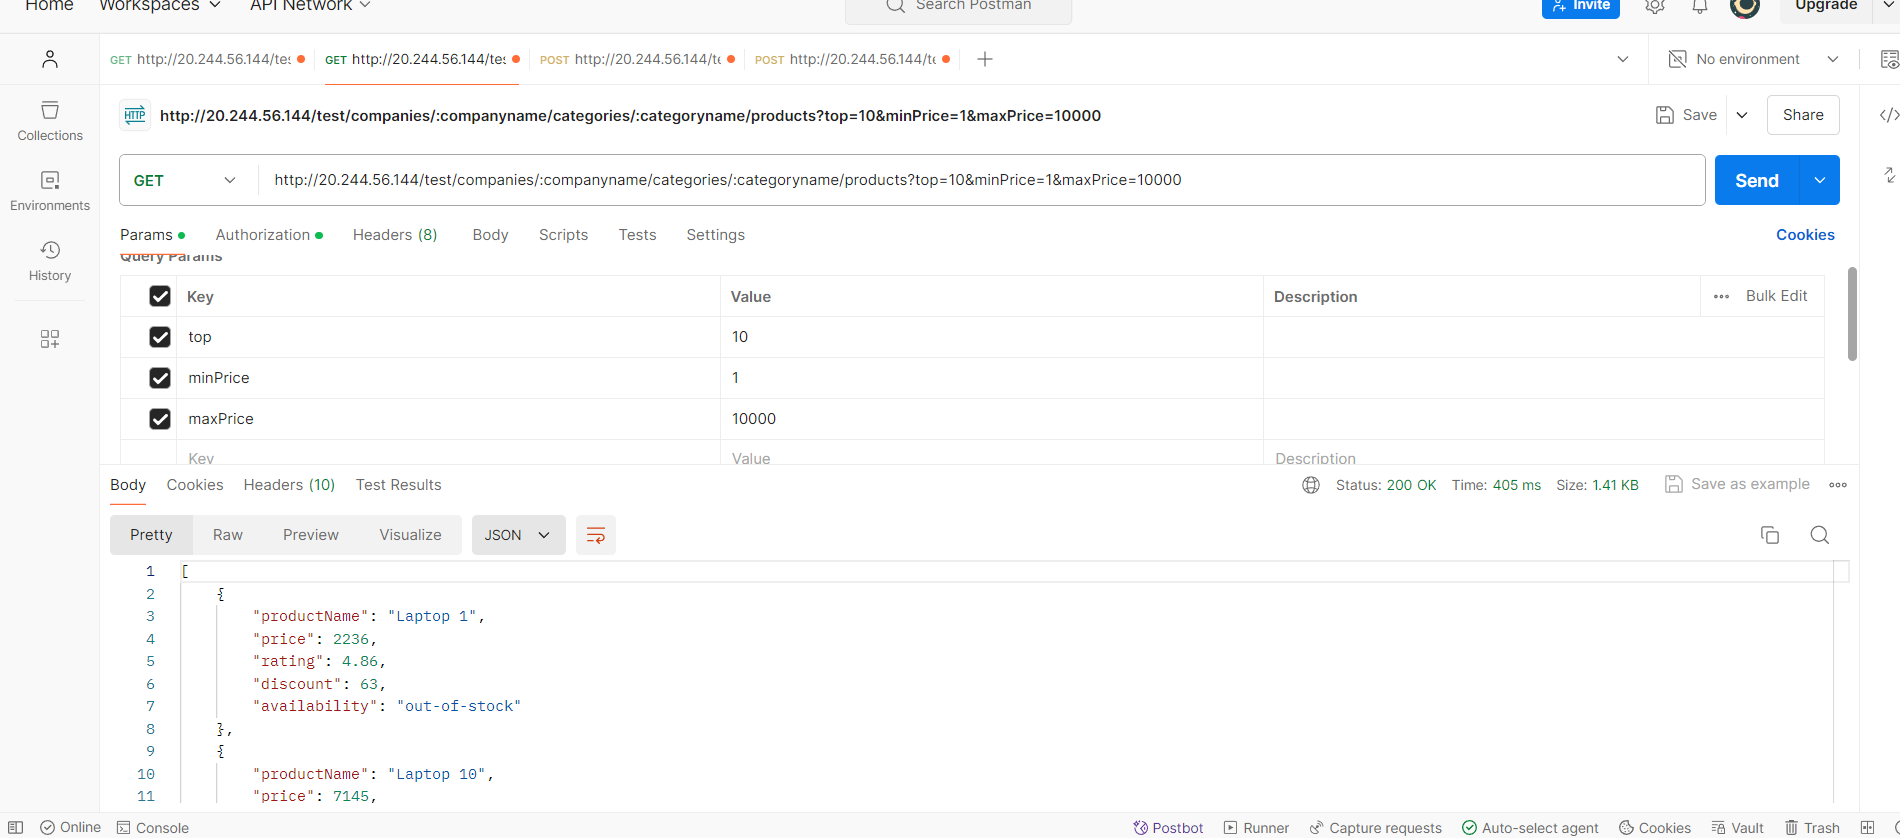 Home Workspaces API Network Search Postman Invite Upgrade
GET http://20.244.56.144/tes GET http://20.244.56.144/tes POST http://20.244.56.144/t POST http://20.244.56.144/t No environment
HTTP http://20.244.56.144/test/companies/:companyname/categories/:categoryname/products?top=10&minPrice=1&maxPrice=10000 Save Share
Collections
GET http://20.244.56.144/test/companies/:companyname/categories/:categoryname/products?top=10&minPrice=1&maxPrice=10000 Send
Environments
Params Authorization Headers (8) Body Scripts Tests Settings Cookies
Query Params
History
Key Value Description Bulk Edit
top 10
minPrice 1
maxPrice 10000
Key Value Description
Body Cookies Headers (10) Test Results Status: 200 OK Time: 405 ms Size: 1.41 KB Save as example
Pretty Raw Preview Visualize JSON
1 [
2 {
3 "productName": "Laptop 1",
4 "price": 2236,
5 "rating": 4.86,
6 "discount": 63,
7 "availability": "out-of-stock"
8 },
9 {
10 "productName": "Laptop 10",
11 "price": 7145,
Online Console Postbot Runner Capture requests Auto-select agent Cookies Vault Trash